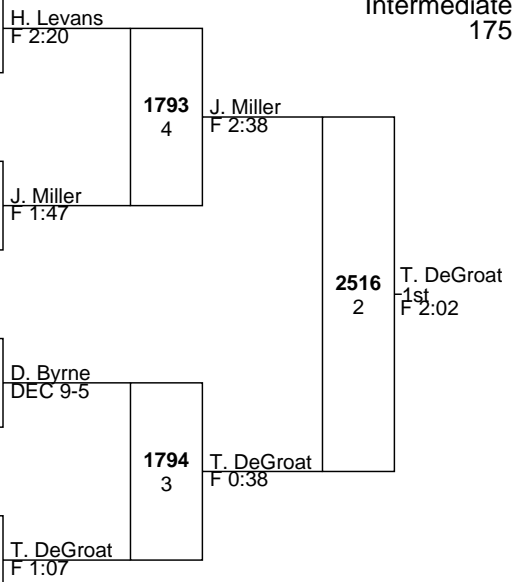 Intermediate
175
H. Levans
F 2:20
1793
4
J. Miller
F 2:38
J. Miller
F 1:47
2516
2
T. DeGroat
1st
F 2:02
D. Byrne
DEC 9-5
1794
3
T. DeGroat
F 0:38
T. DeGroat
F 1:07